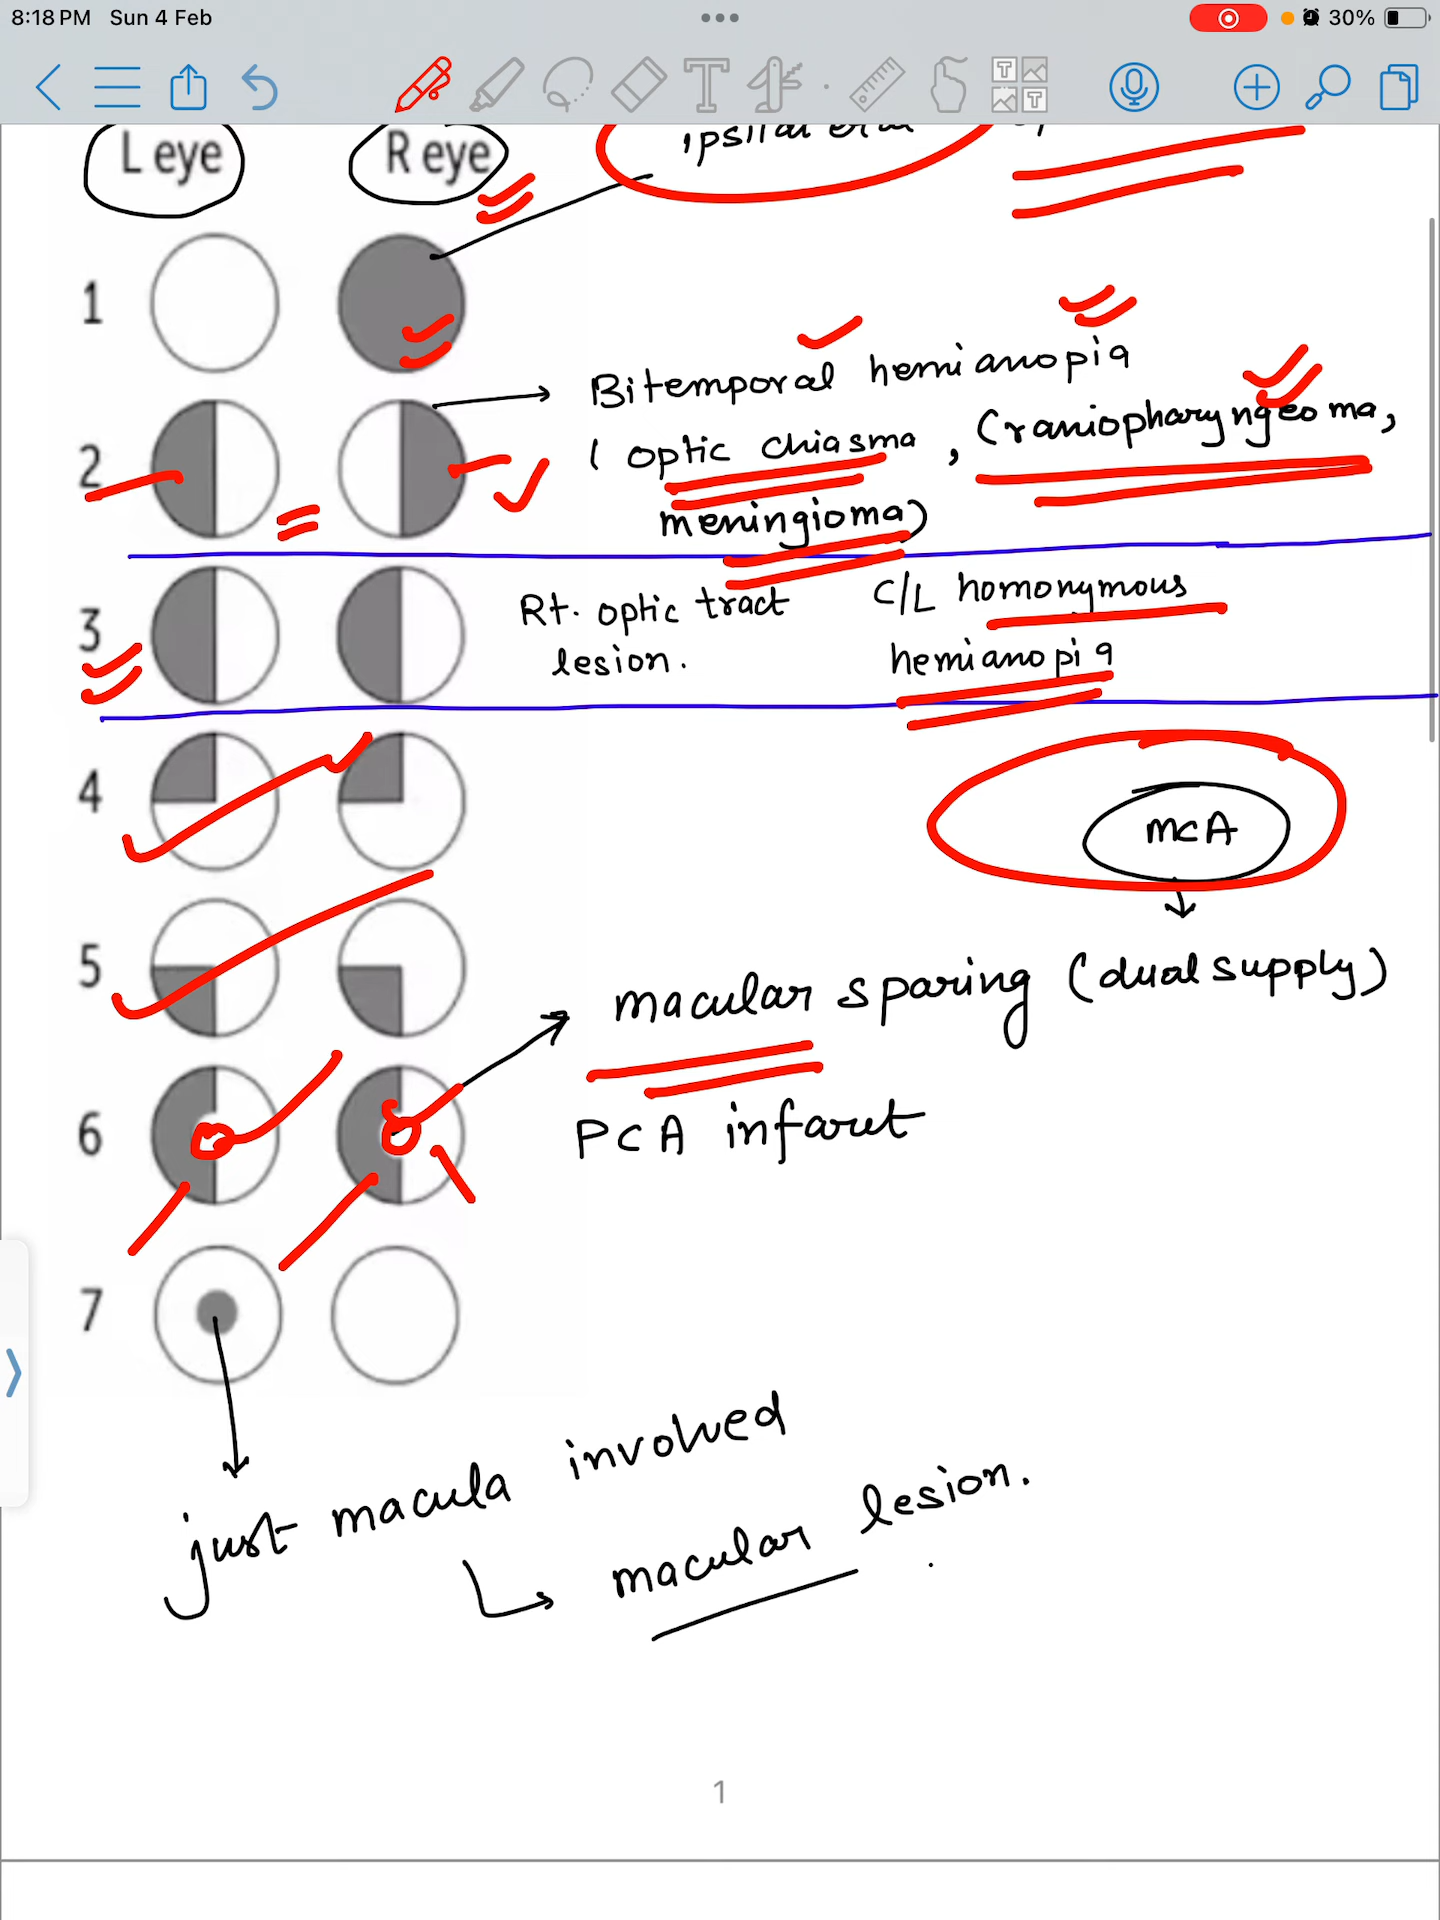 8:18 PM Sun 4 Feb
30%
L eye
R eye
ipsilateral
1
Bitemporal hemianopia
2
( optic chiasma , Craniopharyngeoma,
meningioma)
3
Rt. optic tract
lesion.
C/L homonymous
hemianopia
4
MCA
5
macular sparing (dual supply)
6
PCA infarct
7
just macula involved
macular lesion.
1